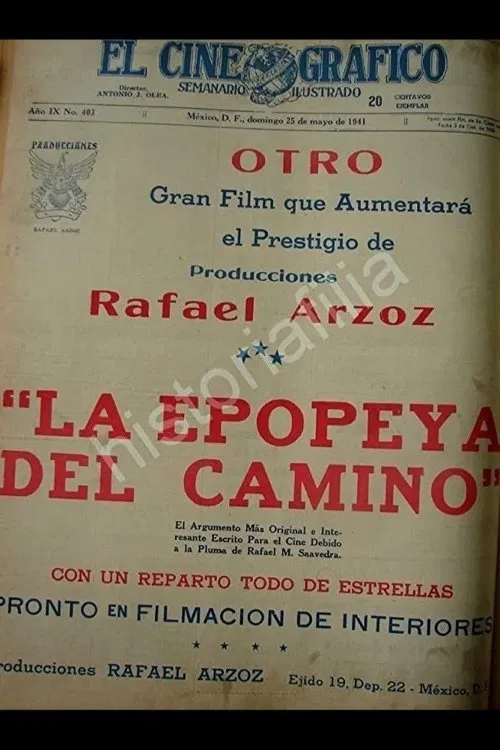 EL CINE GRAFICO
Director.
ANTONIO J. OLEA.
SEMANARIO ILUSTRADO
20 CENTAVOS
EJEMPLAR
Año IX No. 403
México, D. F., domingo 25 de mayo de 1941
PRODUCCIONES
RAFAEL ARZOZ
OTRO
Gran Film que Aumentará
el Prestigio de
Producciones
Rafael Arzoz
"LA EPOPEYA
DEL CAMINO"
El Argumento Más Original e Inte-
resante Escrito Para el Cine Debido
a la Pluma de Rafael M. Saavedra.
CON UN REPARTO TODO DE ESTRELLAS
PRONTO EN FILMACION DE INTERIORES
roducciones RAFAEL ARZOZ
Ejido 19, Dep. 22 - México, D.
historiafilia